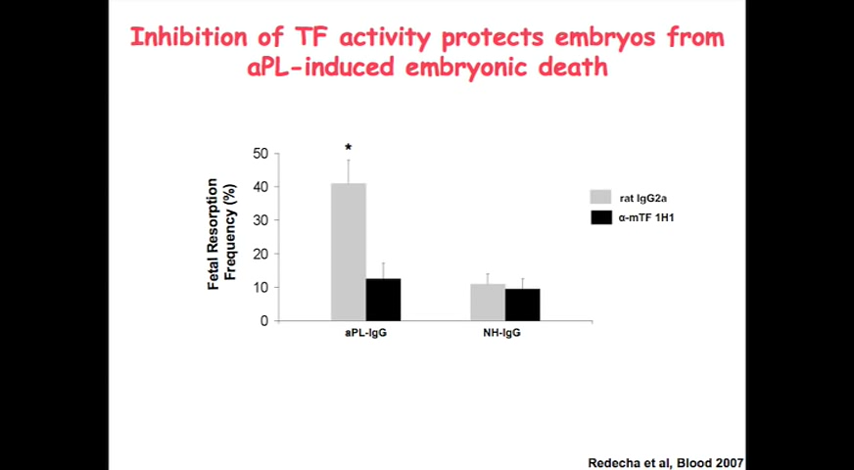 Inhibition of TF activity protects embryos from
aPL-induced embryonic death
*
50
40
30
20
10
0
Fetal Resorption
Frequency (%)
aPL-IgG
NH-IgG
rat IgG2a
α-mTF 1H1
Redecha et al, Blood 2007